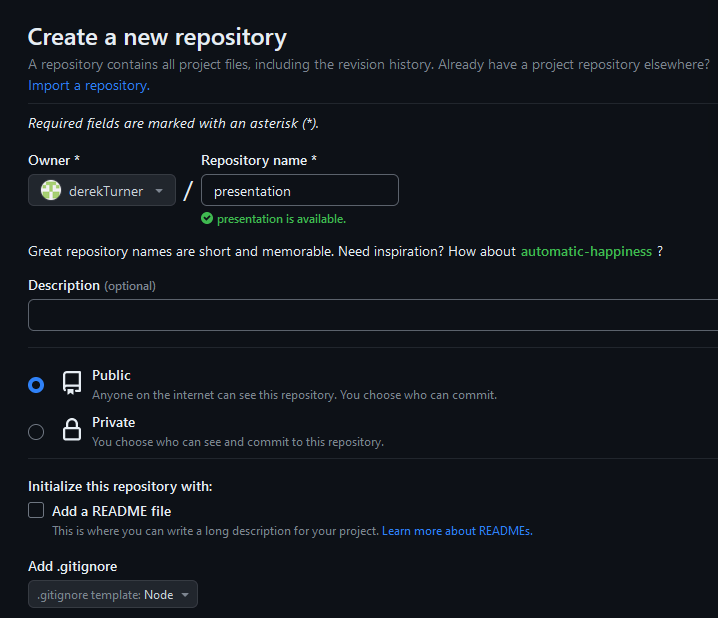 Create a new repository
A repository contains all project files, including the revision history. Already have a project repository elsewhere?
Import a repository.
Required fields are marked with an asterisk (*).
Owner *
Repository name *
derekTurner
/
presentation
presentation is available.
Great repository names are short and memorable. Need inspiration? How about automatic-happiness ?
Description (optional)
Public
Anyone on the internet can see this repository. You choose who can commit.
Private
You choose who can see and commit to this repository.
Initialize this repository with:
Add a README file
This is where you can write a long description for your project. Learn more about READMEs.
Add .gitignore
.gitignore template: Node